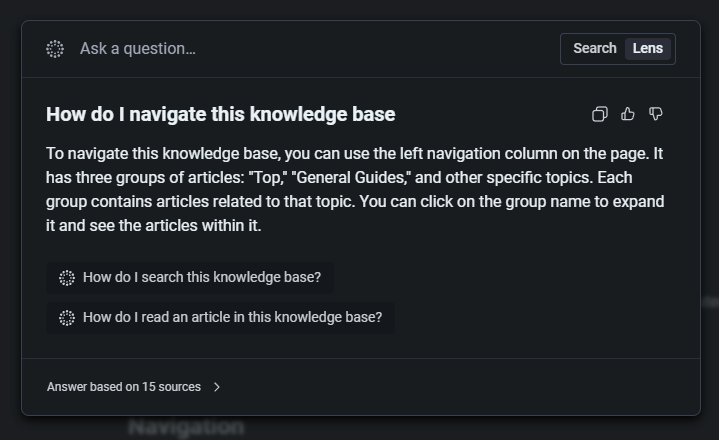 Ask a question...
Search Lens
How do I navigate this knowledge base
To navigate this knowledge base, you can use the left navigation column on the page. It
has three groups of articles: "Top," "General Guides," and other specific topics. Each
group contains articles related to that topic. You can click on the group name to expand
it and see the articles within it.
How do I search this knowledge base?
How do I read an article in this knowledge base?
Answer based on 15 sources
Navigation